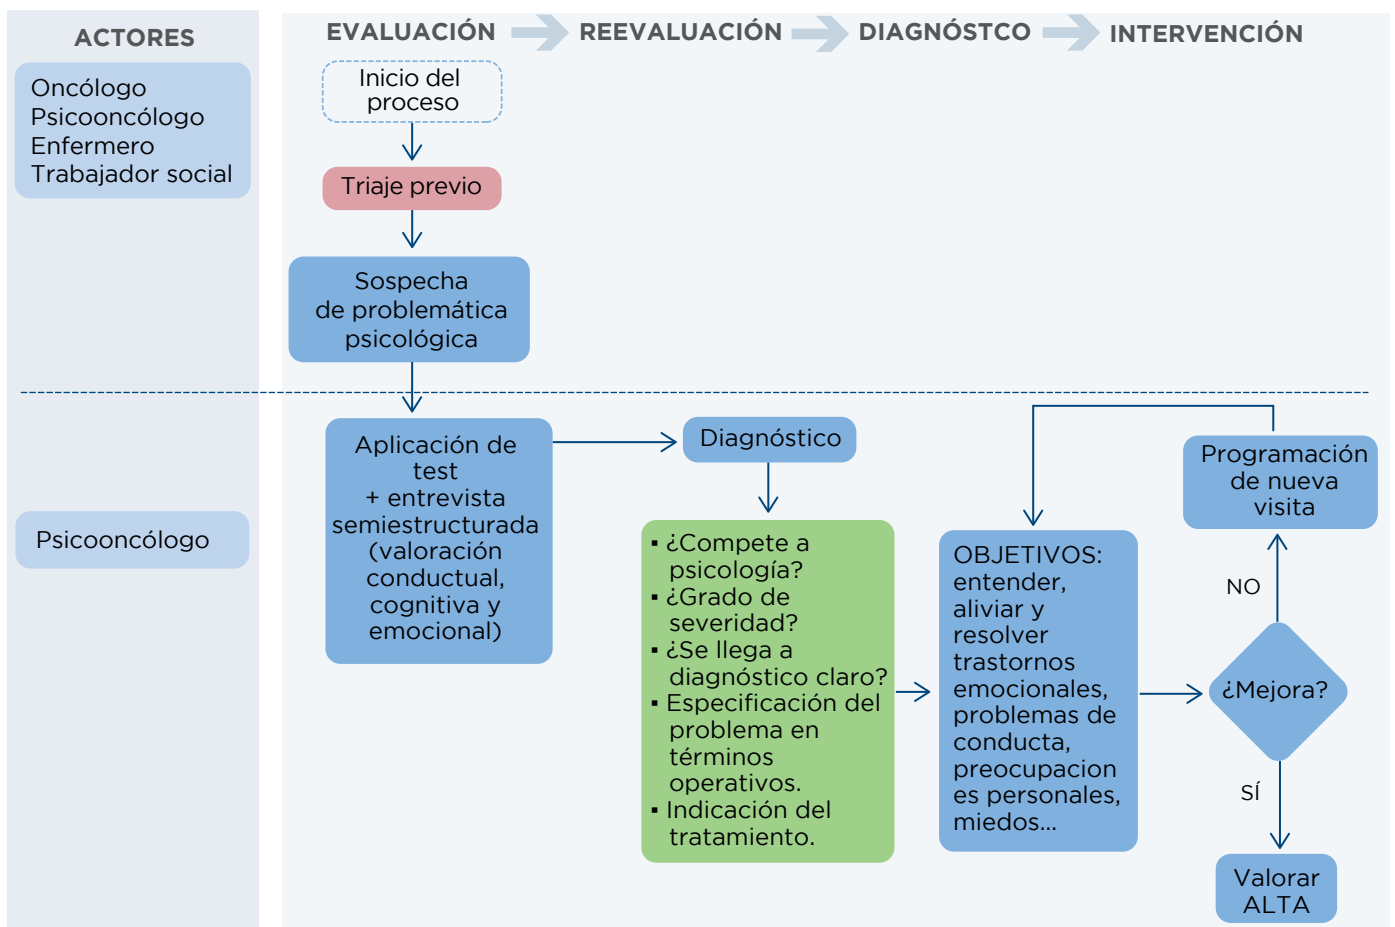 ACTORES
Oncólogo
Psicooncólogo
Enfermero
Trabajador social
Psicooncólogo
EVALUACIÓN
REEVALUACIÓN
DIAGNÓSTCO
INTERVENCIÓN
Inicio del
proceso
Triaje previo
Sospecha
de problemática
psicológica
Aplicación de
test
+ entrevista
semiestructurada
(valoración
conductual,
cognitiva y
emocional)
Diagnóstico
▪ ¿Compete a
psicología?
▪ ¿Grado de
severidad?
▪ ¿Se llega a
diagnóstico claro?
▪ Especificación del
problema en
términos
operativos.
▪ Indicación del
tratamiento.
OBJETIVOS:
entender,
aliviar y
resolver
trastornos
emocionales,
problemas de
conducta,
preocupacion
es personales,
miedos...
Programación
de nueva
visita
NO
¿Mejora?
SÍ
Valorar
ALTA